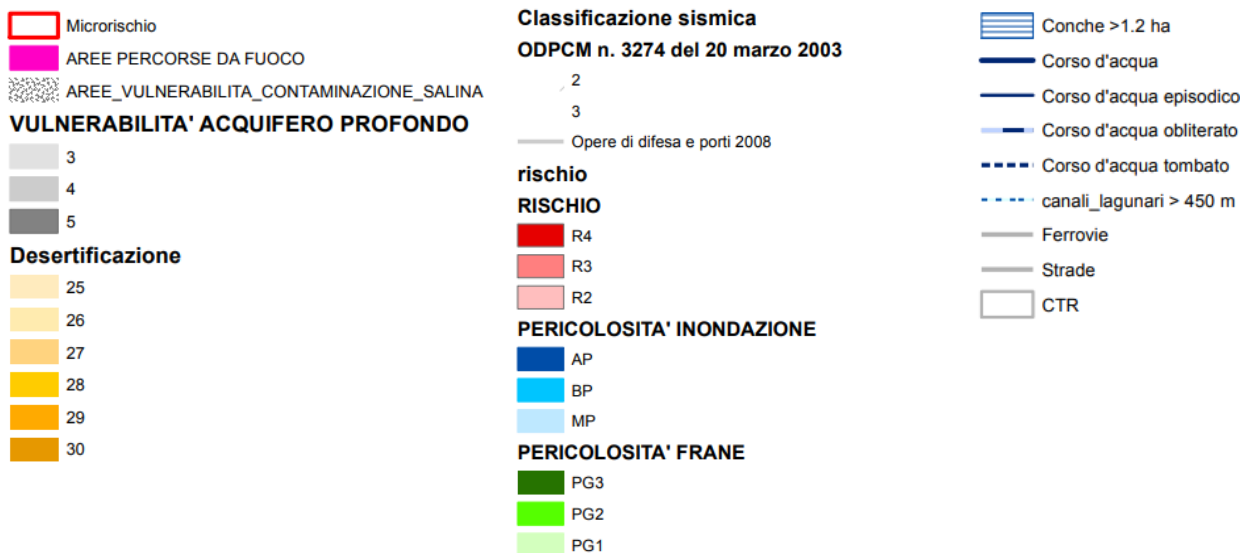 Microrischio
AREE PERCORSE DA FUOCO
AREE_VULNERABILITA_CONTAMINAZIONE_SALINA
VULNERABILITA' ACQUIFERO PROFONDO
3
4
5
Desertificazione
25
26
27
28
29
30
Classificazione sismica
ODPCM n. 3274 del 20 marzo 2003
2
3
Opere di difesa e porti 2008
rischio
RISCHIO
R4
R3
R2
PERICOLOSITA' INONDAZIONE
AP
BP
MP
PERICOLOSITA' FRANE
PG3
PG2
PG1
Conche >1.2 ha
Corso d'acqua
Corso d'acqua episodico
Corso d'acqua obliterato
Corso d'acqua tombato
canali_lagunari > 450 m
Ferrovie
Strade
CTR